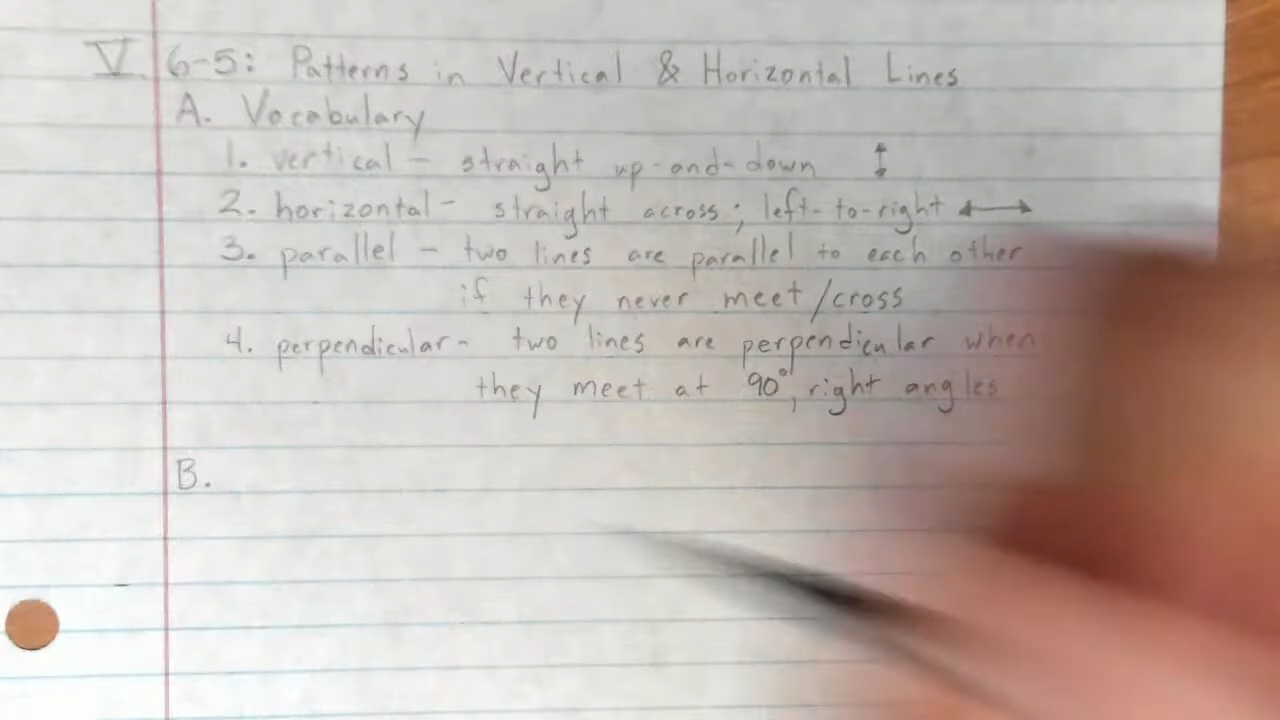 V. 6-5: Patterns in Vertical & Horizontal Lines
A. Vocabulary
1. vertical - straight up-and-down ↕
2. horizontal - straight across; left-to-right ↔
3. parallel - two lines are parallel to each other
if they never meet/cross
4. perpendicular - two lines are perpendicular when
they meet at 90°, right angles
B.